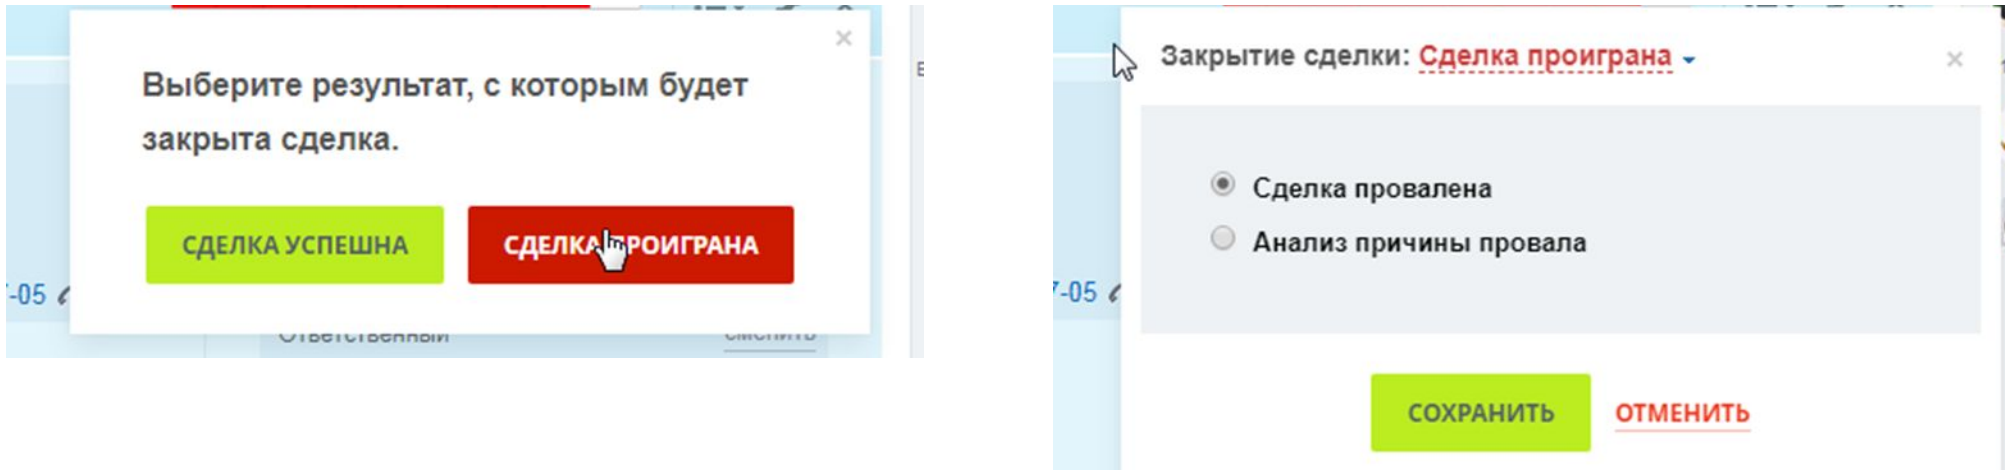 Выберите результат, с которым будет
закрыта сделка.
СДЕЛКА УСПЕШНА
СДЕЛКА ПРОИГРАНА
-05
Ответственный
сменить
Закрытие сделки: Сделка проиграна
Сделка провалена
Анализ причины провала
7-05
СОХРАНИТЬ
ОТМЕНИТЬ